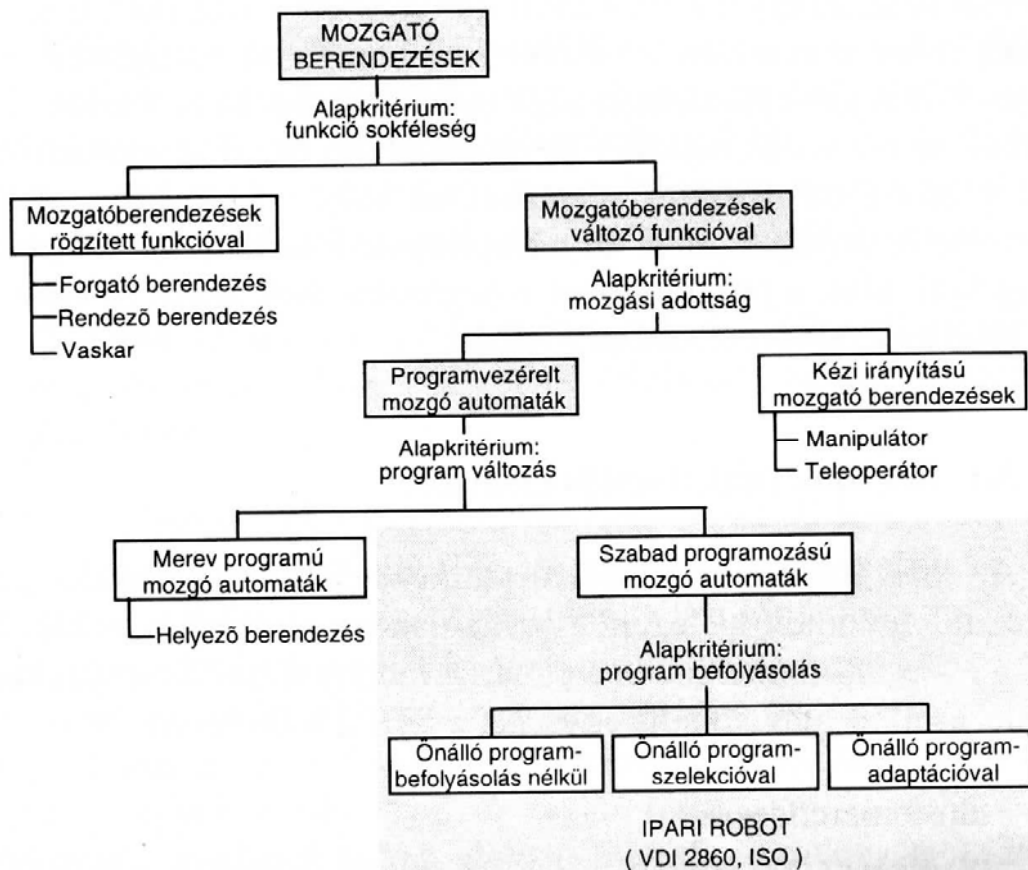 MOZGATÓ
BERENDEZÉSEK
Alapkritérium:
funkció sokféleség
Mozgatóberendezések
rögzített funkcióval
Forgató berendezés
Rendező berendezés
Vaskar
Mozgatóberendezések
változó funkcióval
Alapkritérium:
mozgási adottság
Programvezérelt
mozgó automaták
Kézi irányítású
mozgató berendezések
Manipulátor
Teleoperátor
Alapkritérium:
program változás
Merev programú
mozgó automaták
Helyező berendezés
Szabad programozású
mozgó automaták
Alapkritérium:
program befolyásolás
Önálló program-
befolyásolás nélkül
Önálló program-
szelekcióval
Önálló program-
adaptációval
IPARI ROBOT
( VDI 2860, ISO )